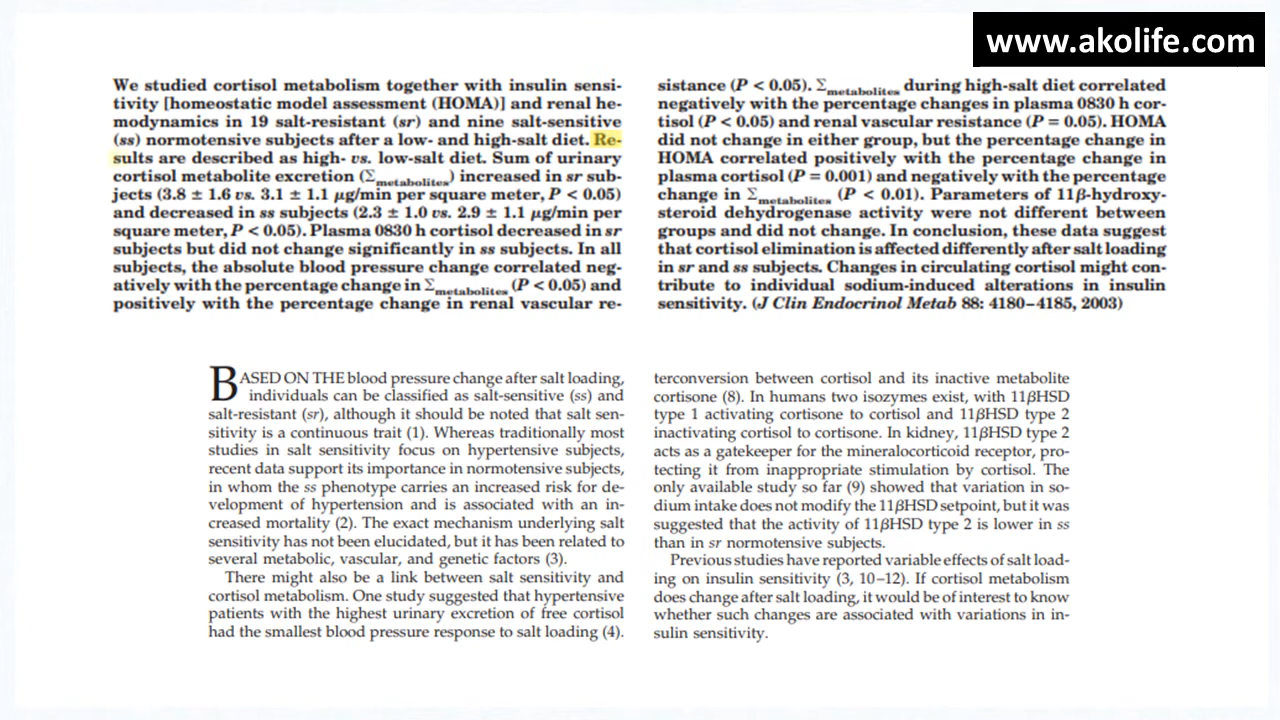 www.akolife.com
We studied cortisol metabolism together with insulin sensi-
tivity [homeostatic model assessment (HOMA)] and renal he-
modynamics in 19 salt-resistant (sr) and nine salt-sensitive
(ss) normotensive subjects after a low- and high-salt diet. Re-
sults are described as high- vs. low-salt diet. Sum of urinary
cortisol metabolite excretion (Σmetabolites) increased in sr sub-
jects (3.8 ± 1.6 vs. 3.1 ± 1.1 μg/min per square meter, P < 0.05)
and decreased in ss subjects (2.3 ± 1.0 vs. 2.9 ± 1.1 μg/min per
square meter, P < 0.05). Plasma 0830 h cortisol decreased in sr
subjects but did not change significantly in ss subjects. In all
subjects, the absolute blood pressure change correlated neg-
atively with the percentage change in Σmetabolites (P < 0.05) and
positively with the percentage change in renal vascular re-
sistance (P < 0.05). Σmetabolites during high-salt diet correlated
negatively with the percentage changes in plasma 0830 h cor-
tisol (P < 0.05) and renal vascular resistance (P = 0.05). HOMA
did not change in either group, but the percentage change in
HOMA correlated positively with the percentage change in
plasma cortisol (P = 0.001) and negatively with the percentage
change in Σmetabolites (P < 0.01). Parameters of 11β-hydroxy-
steroid dehydrogenase activity were not different between
groups and did not change. In conclusion, these data suggest
that cortisol elimination is affected differently after salt loading
in sr and ss subjects. Changes in circulating cortisol might con-
tribute to individual sodium-induced alterations in insulin
sensitivity. (J Clin Endocrinol Metab 88: 4180–4185, 2003)
BASED ON THE blood pressure change after salt loading,
individuals can be classified as salt-sensitive (ss) and
salt-resistant (sr), although it should be noted that salt sen-
sitivity is a continuous trait (1). Whereas traditionally most
studies in salt sensitivity focus on hypertensive subjects,
recent data support its importance in normotensive subjects,
in whom the ss phenotype carries an increased risk for de-
velopment of hypertension and is associated with an in-
creased mortality (2). The exact mechanism underlying salt
sensitivity has not been elucidated, but it has been related to
several metabolic, vascular, and genetic factors (3).
There might also be a link between salt sensitivity and
cortisol metabolism. One study suggested that hypertensive
patients with the highest urinary excretion of free cortisol
had the smallest blood pressure response to salt loading (4).
terconversion between cortisol and its inactive metabolite
cortisone (8). In humans two isozymes exist, with 11βHSD
type 1 activating cortisone to cortisol and 11βHSD type 2
inactivating cortisol to cortisone. In kidney, 11βHSD type 2
acts as a gatekeeper for the mineralocorticoid receptor, pro-
tecting it from inappropriate stimulation by cortisol. The
only available study so far (9) showed that variation in so-
dium intake does not modify the 11βHSD setpoint, but it was
suggested that the activity of 11βHSD type 2 is lower in ss
than in sr normotensive subjects.
Previous studies have reported variable effects of salt load-
ing on insulin sensitivity (3, 10–12). If cortisol metabolism
does change after salt loading, it would be of interest to know
whether such changes are associated with variations in in-
sulin sensitivity.